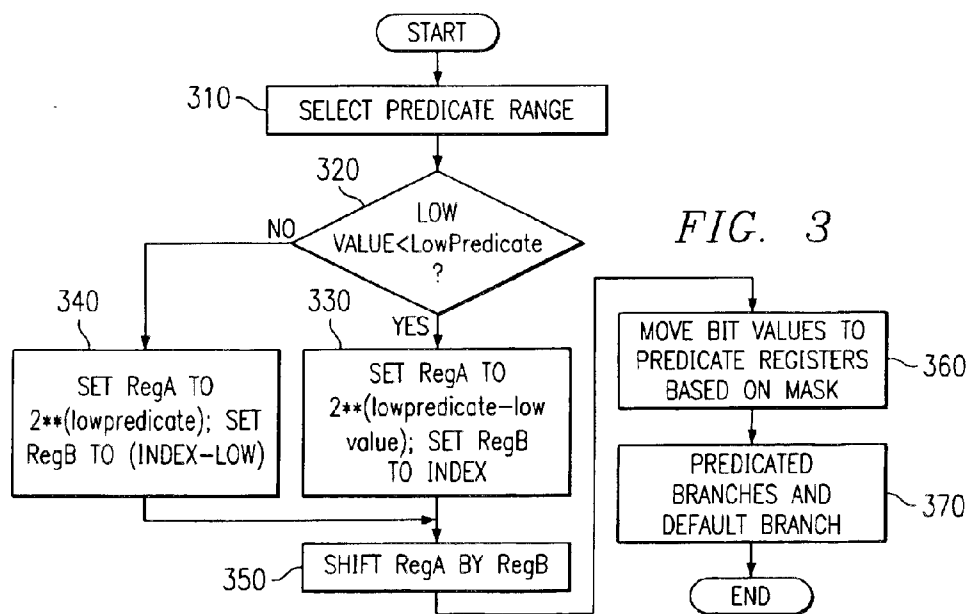 START
310
SELECT PREDICATE RANGE
320
LOW
VALUE<LowPredicate
?
NO
YES
FIG. 3
340
SET RegA TO
2**(lowpredicate); SET
RegB TO (INDEX-LOW)
330
SET RegA TO
2**(lowpredicate-low
value); SET RegB
TO INDEX
350
SHIFT RegA BY RegB
MOVE BIT VALUES TO
PREDICATE REGISTERS
BASED ON MASK
360
PREDICATED
BRANCHES AND
DEFAULT BRANCH
370
END